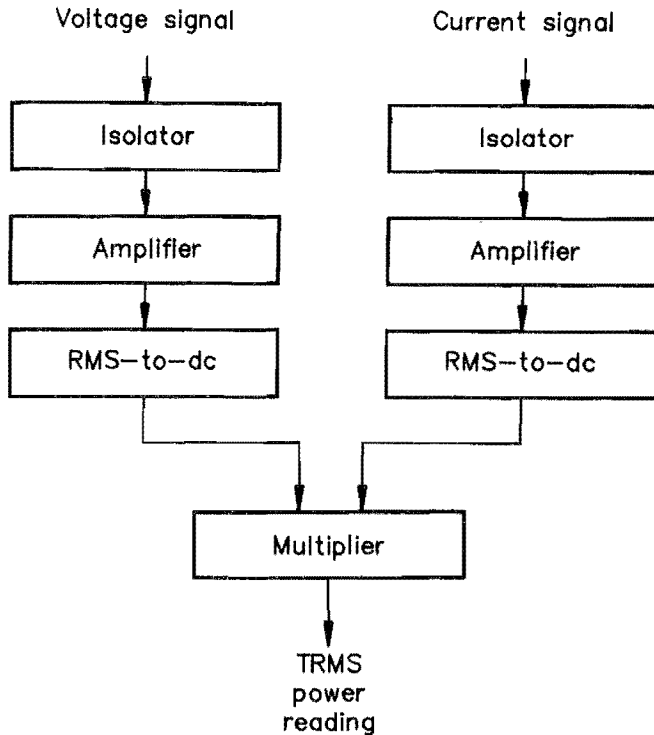 Voltage signal
Current signal
Isolator
Isolator
Amplifier
Amplifier
RMS-to-dc
RMS-to-dc
Multiplier
TRMS
power
reading